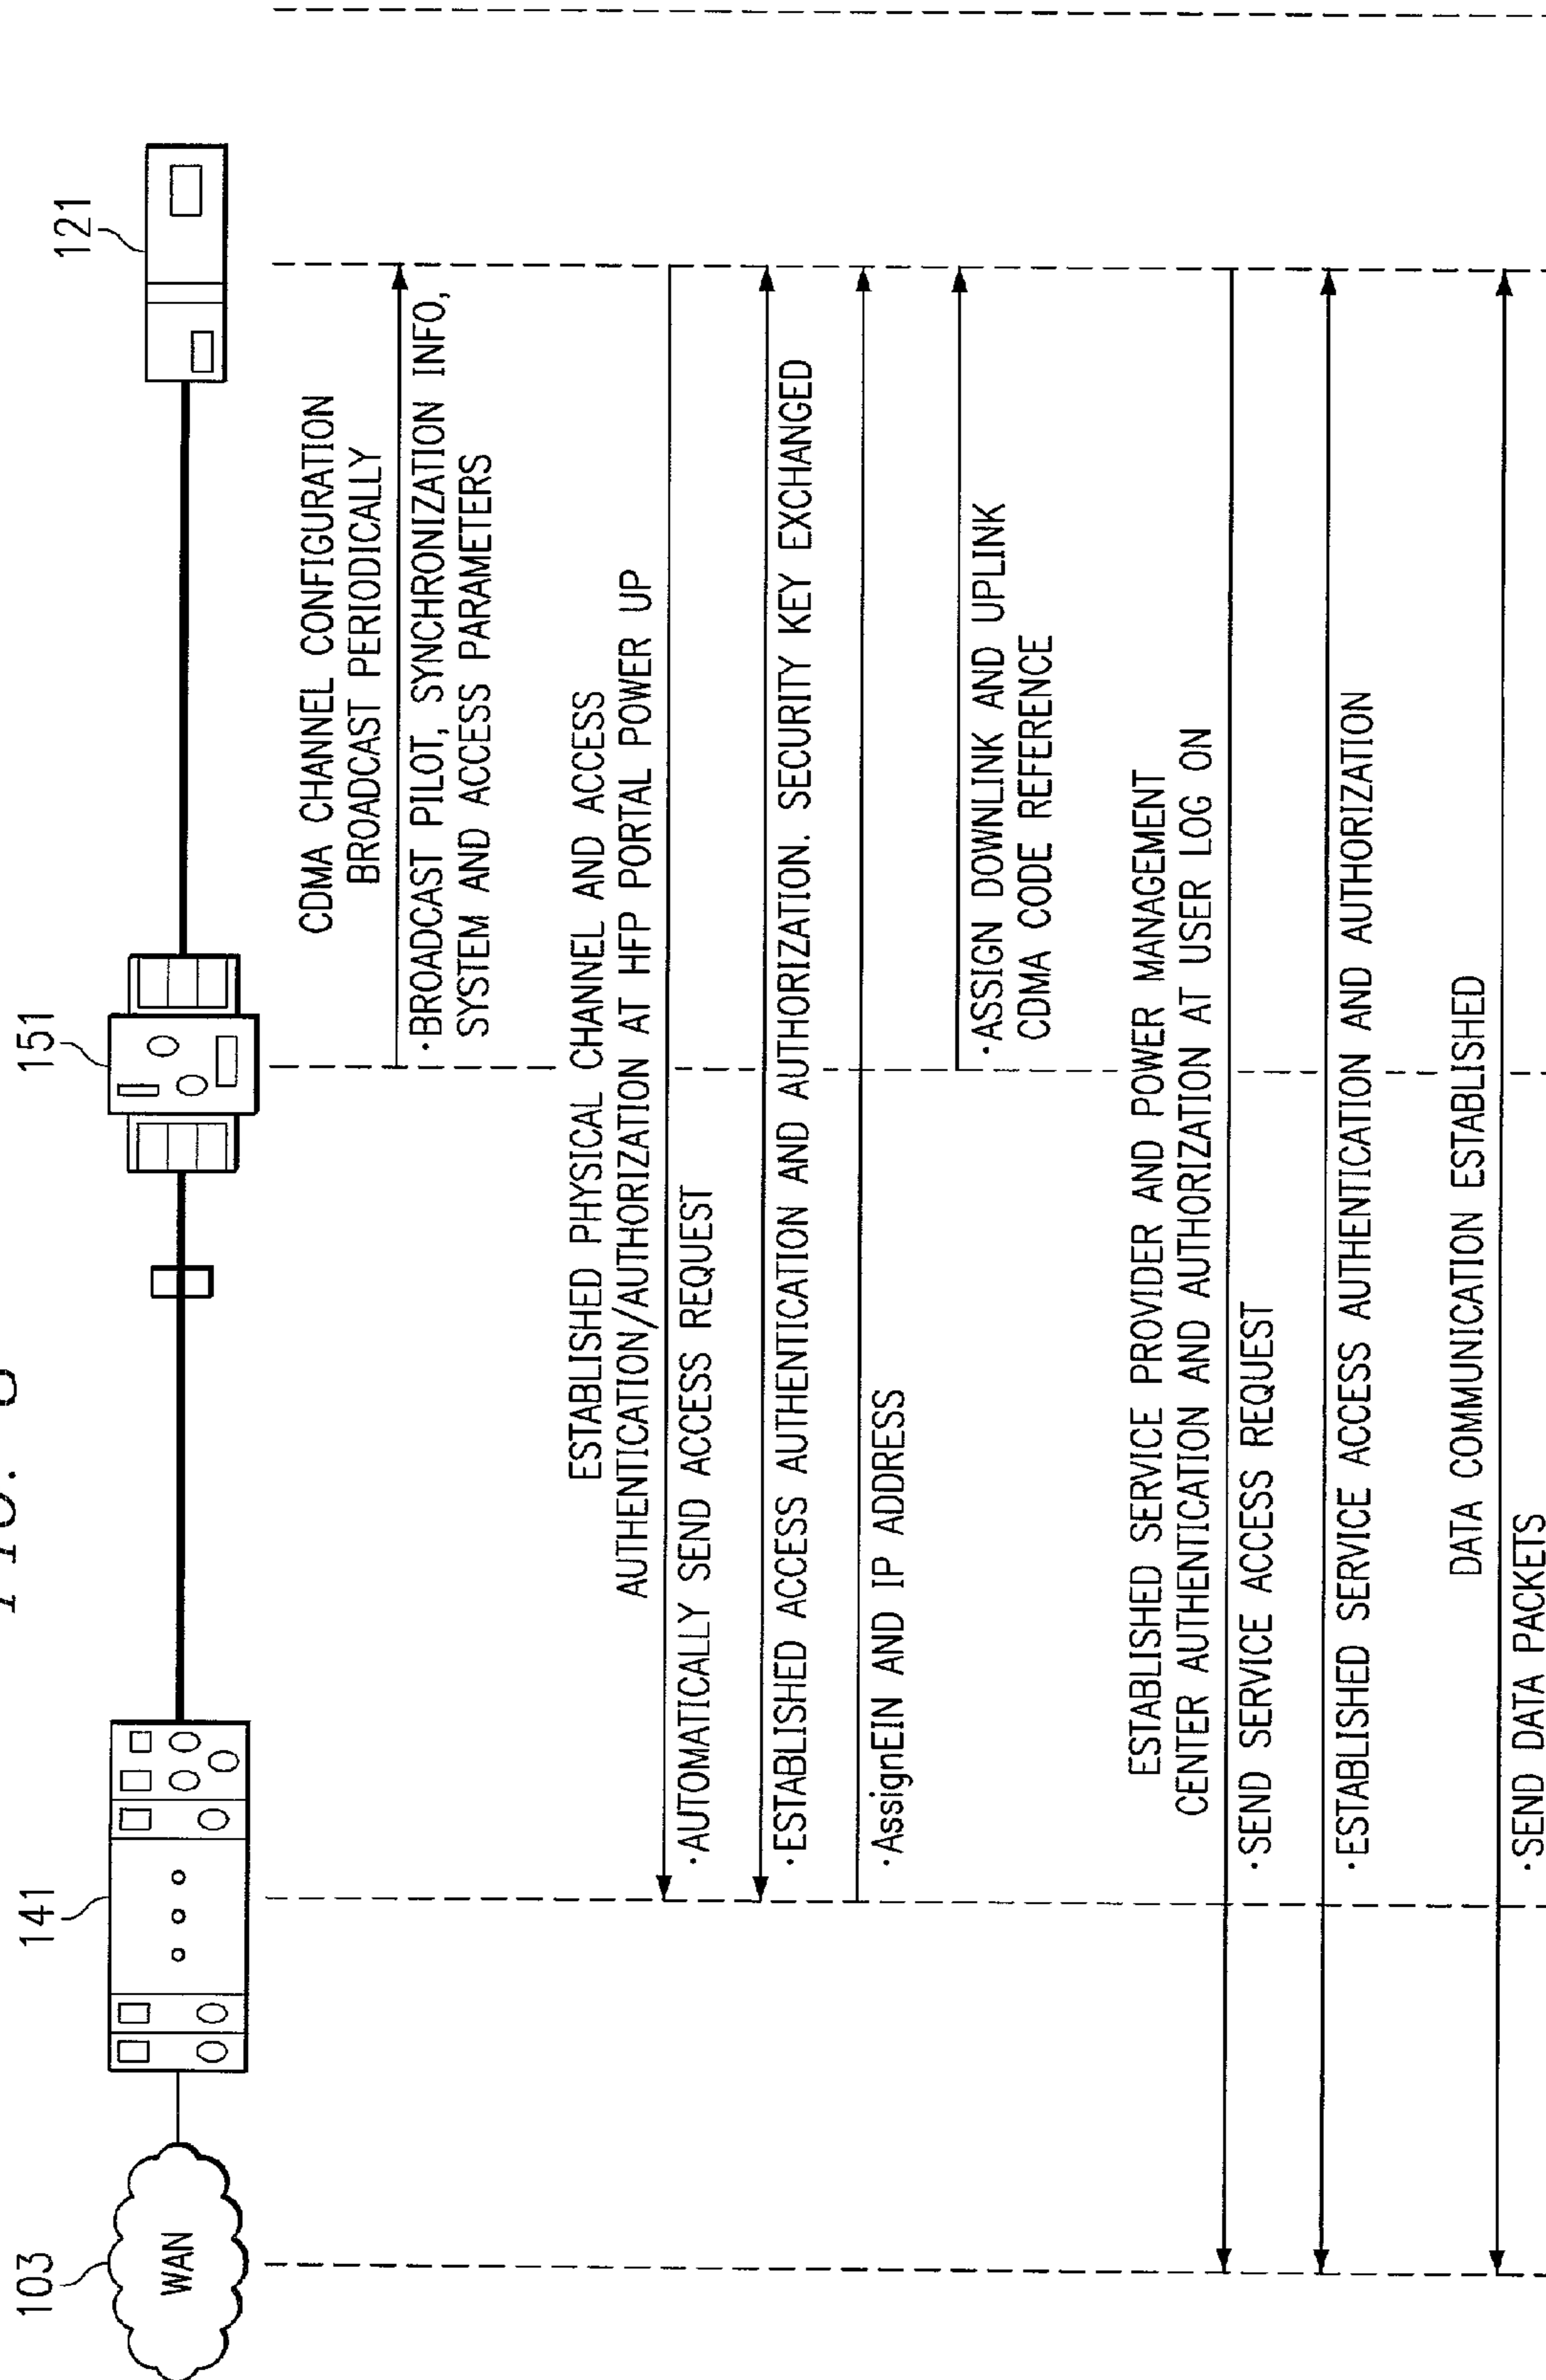 103
141
151
121
WAN
CDMA CHANNEL CONFIGURATION
BROADCAST PERIODICALLY
·BROADCAST PILOT, SYNCHRONIZATION INFO,
SYSTEM AND ACCESS PARAMETERS
ESTABLISHED PHYSICAL CHANNEL AND ACCESS
AUTHENTICATION/AUTHORIZATION AT HFP PORTAL POWER UP
·AUTOMATICALLY SEND ACCESS REQUEST
·ESTABLISHED ACCESS AUTHENTICATION AND AUTHORIZATION. SECURITY KEY EXCHANGED
·AssignEIN AND IP ADDRESS
·ASSIGN DOWNLINK AND UPLINK
CDMA CODE REFERENCE
ESTABLISHED SERVICE PROVIDER AND POWER MANAGEMENT
CENTER AUTHENTICATION AND AUTHORIZATION AT USER LOG ON
·SEND SERVICE ACCESS REQUEST
·ESTABLISHED SERVICE ACCESS AUTHENTICATION AND AUTHORIZATION
DATA COMMUNICATION ESTABLISHED
·SEND DATA PACKETS